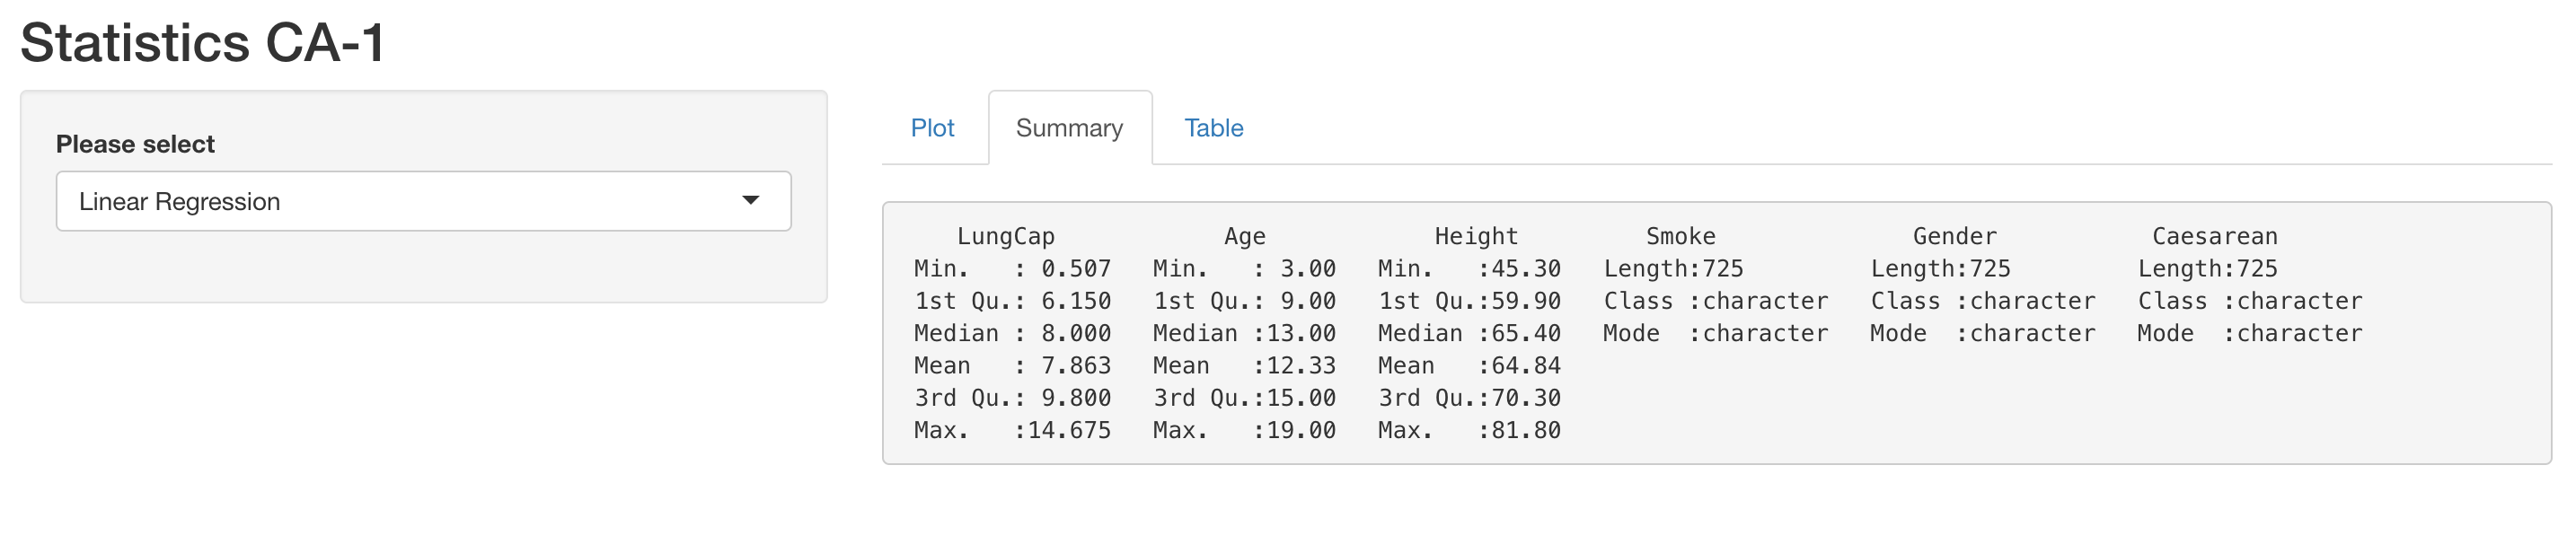 Statistics CA-1
Please select
Linear Regression
Plot Summary Table
LungCap Age Height Smoke Gender Caesarean
Min.   : 0.507   Min.   : 3.00   Min.   :45.30   Length:725   Length:725   Length:725
1st Qu.: 6.150   1st Qu.: 9.00   1st Qu.:59.90   Class :character   Class :character   Class :character
Median : 8.000   Median :13.00   Median :65.40   Mode  :character   Mode  :character   Mode  :character
Mean   : 7.863   Mean   :12.33   Mean   :64.84
3rd Qu.: 9.800   3rd Qu.:15.00   3rd Qu.:70.30
Max.   :14.675   Max.   :19.00   Max.   :81.80